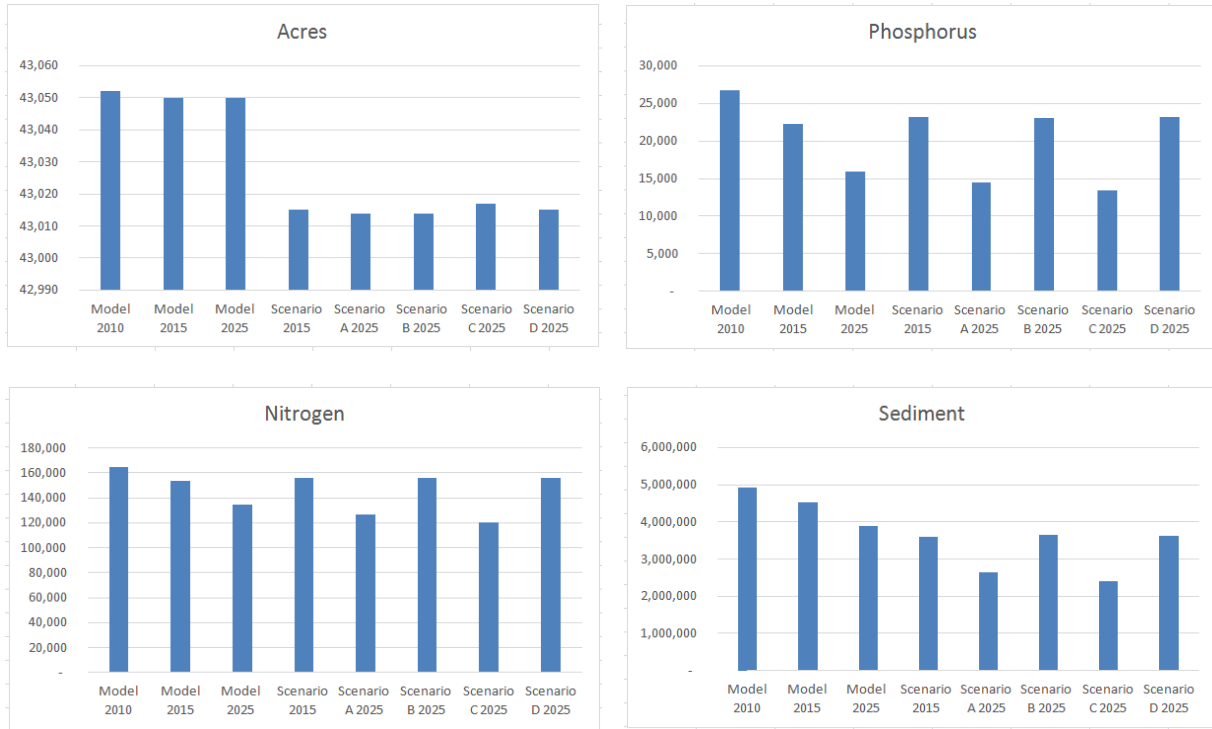 Acres
43,060
43,050
43,040
43,030
43,020
43,010
43,000
42,990
Model Model Model Scenario Scenario Scenario Scenario Scenario
2010 2015 2025 2015 A 2025 B 2025 C 2025 D 2025
Phosphorus
30,000
25,000
20,000
15,000
10,000
5,000
-
Model Model Model Scenario Scenario Scenario Scenario Scenario
2010 2015 2025 2015 A 2025 B 2025 C 2025 D 2025
Nitrogen
180,000
160,000
140,000
120,000
100,000
80,000
60,000
40,000
20,000
-
Model Model Model Scenario Scenario Scenario Scenario Scenario
2010 2015 2025 2015 A 2025 B 2025 C 2025 D 2025
Sediment
6,000,000
5,000,000
4,000,000
3,000,000
2,000,000
1,000,000
-
Model Model Model Scenario Scenario Scenario Scenario Scenario
2010 2015 2025 2015 A 2025 B 2025 C 2025 D 2025